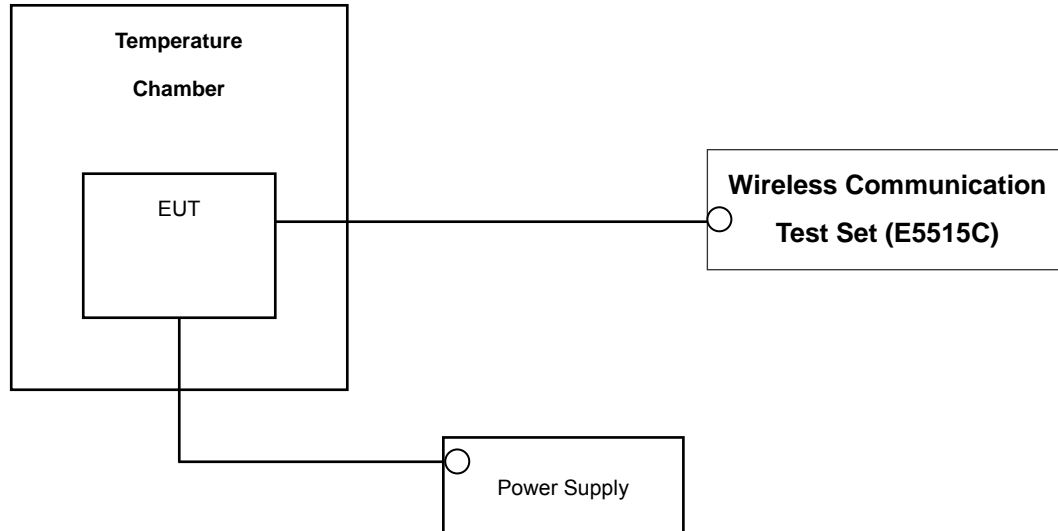 Temperature
Chamber
EUT
Wireless Communication
Test Set (E5515C)
Power Supply